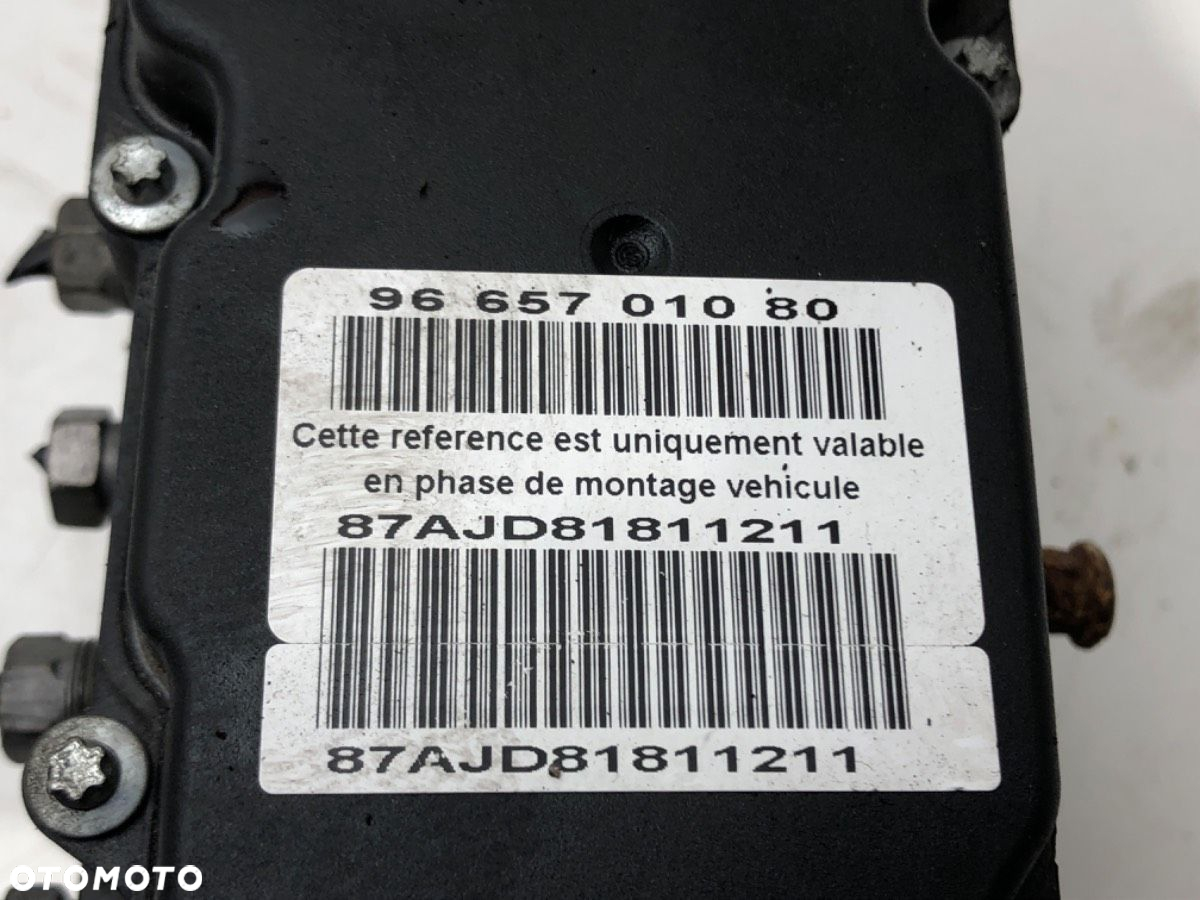 96 657 010 80
Cette reference est uniquement valable
en phase de montage vehicule
87AJD81811211
87AJD81811211
OTOMOTO